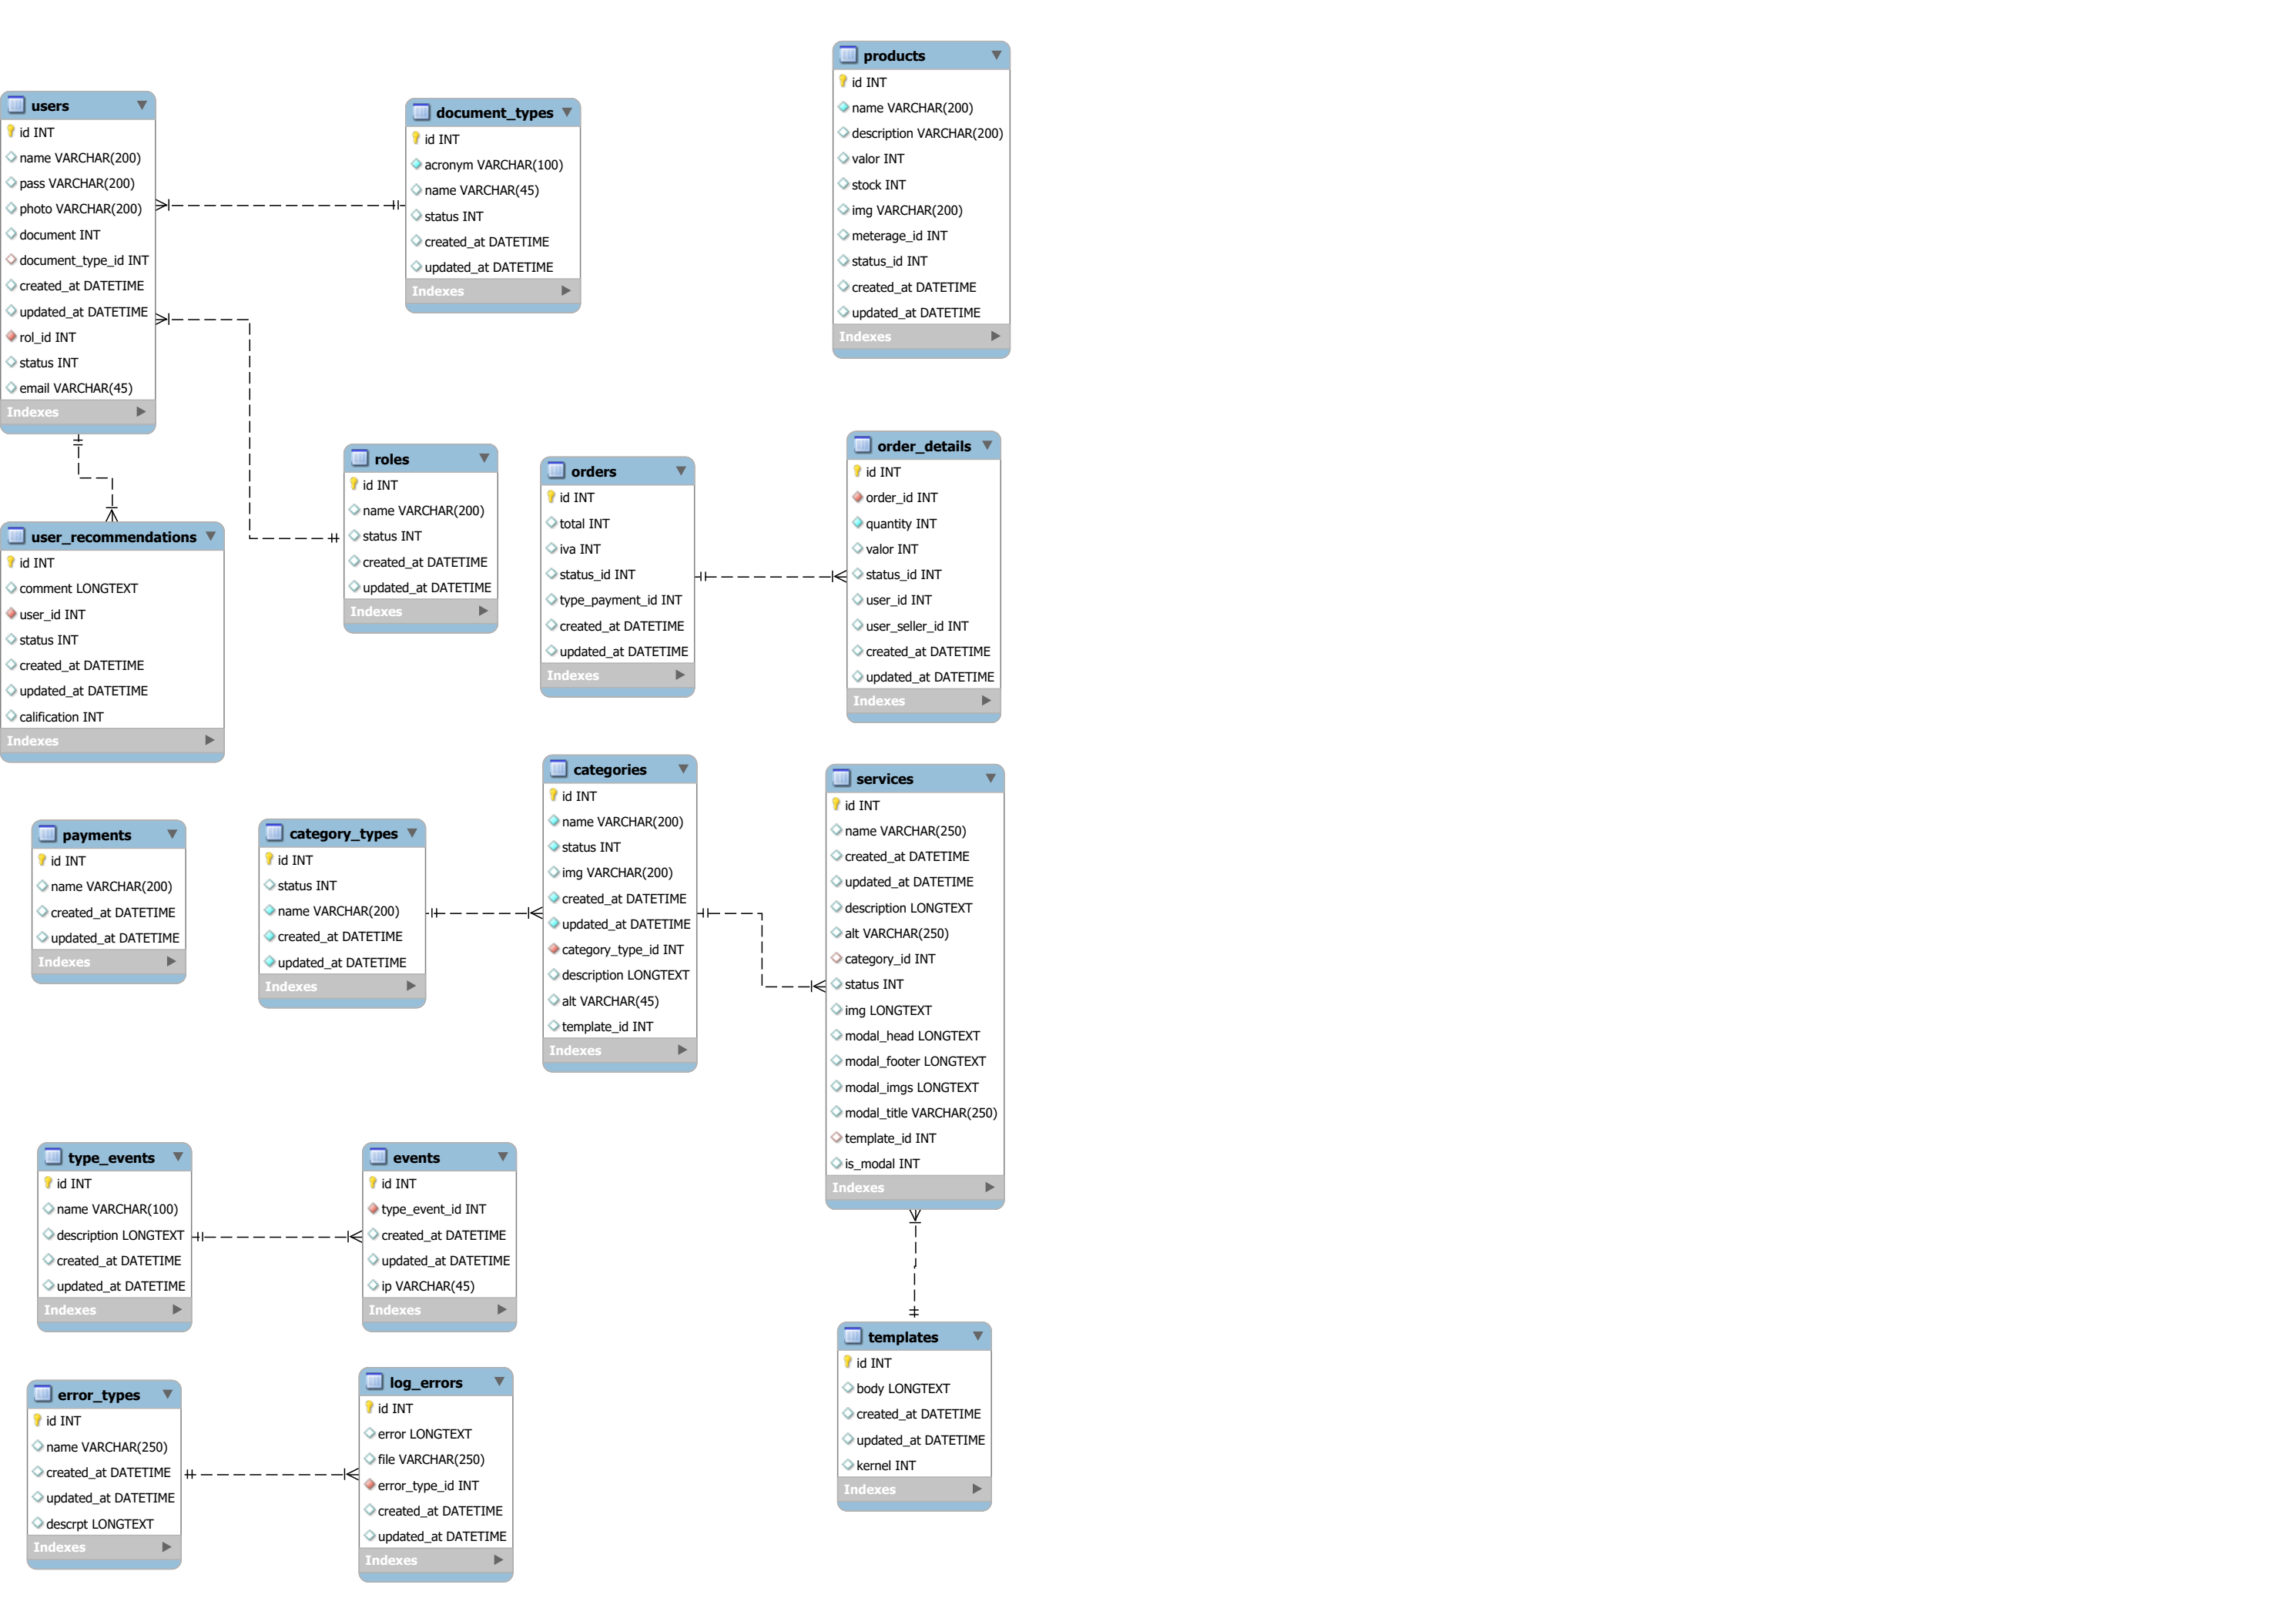 products
id INT
name VARCHAR(200)
description VARCHAR(200)
valor INT
stock INT
img VARCHAR(200)
meterage_id INT
status_id INT
created_at DATETIME
updated_at DATETIME
Indexes
users
id INT
name VARCHAR(200)
pass VARCHAR(200)
photo VARCHAR(200)
document INT
document_type_id INT
created_at DATETIME
updated_at DATETIME
rol_id INT
status INT
email VARCHAR(45)
Indexes
document_types
id INT
acronym VARCHAR(100)
name VARCHAR(45)
status INT
created_at DATETIME
updated_at DATETIME
Indexes
roles
id INT
name VARCHAR(200)
status INT
created_at DATETIME
updated_at DATETIME
Indexes
orders
id INT
total INT
iva INT
status_id INT
type_payment_id INT
created_at DATETIME
updated_at DATETIME
Indexes
order_details
id INT
order_id INT
quantity INT
valor INT
status_id INT
user_id INT
user_seller_id INT
created_at DATETIME
updated_at DATETIME
Indexes
user_recommendations
id INT
comment LONGTEXT
user_id INT
status INT
created_at DATETIME
updated_at DATETIME
calification INT
Indexes
payments
id INT
name VARCHAR(200)
created_at DATETIME
updated_at DATETIME
Indexes
category_types
id INT
status INT
name VARCHAR(200)
created_at DATETIME
updated_at DATETIME
Indexes
categories
id INT
name VARCHAR(200)
status INT
img VARCHAR(200)
created_at DATETIME
updated_at DATETIME
category_type_id INT
description LONGTEXT
alt VARCHAR(45)
template_id INT
Indexes
services
id INT
name VARCHAR(250)
created_at DATETIME
updated_at DATETIME
description LONGTEXT
alt VARCHAR(250)
category_id INT
status INT
img LONGTEXT
modal_head LONGTEXT
modal_footer LONGTEXT
modal_imgs LONGTEXT
modal_title VARCHAR(250)
template_id INT
is_modal INT
Indexes
type_events
id INT
name VARCHAR(100)
description LONGTEXT
created_at DATETIME
updated_at DATETIME
Indexes
events
id INT
type_event_id INT
created_at DATETIME
updated_at DATETIME
ip VARCHAR(45)
Indexes
templates
id INT
body LONGTEXT
created_at DATETIME
updated_at DATETIME
kernel INT
Indexes
error_types
id INT
name VARCHAR(250)
created_at DATETIME
updated_at DATETIME
descrpt LONGTEXT
Indexes
log_errors
id INT
error LONGTEXT
file VARCHAR(250)
error_type_id INT
created_at DATETIME
updated_at DATETIME
Indexes